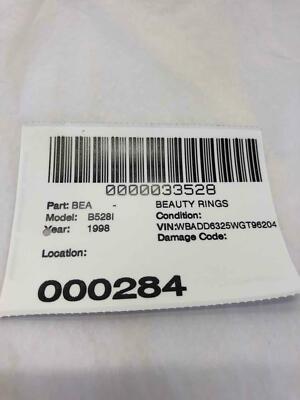 0000033528
Part: BEA - BEAUTY RINGS
Model: B528I Condition:
Year: 1998 VIN:WBADD6325WGT96204
Damage Code:
Location:
000284